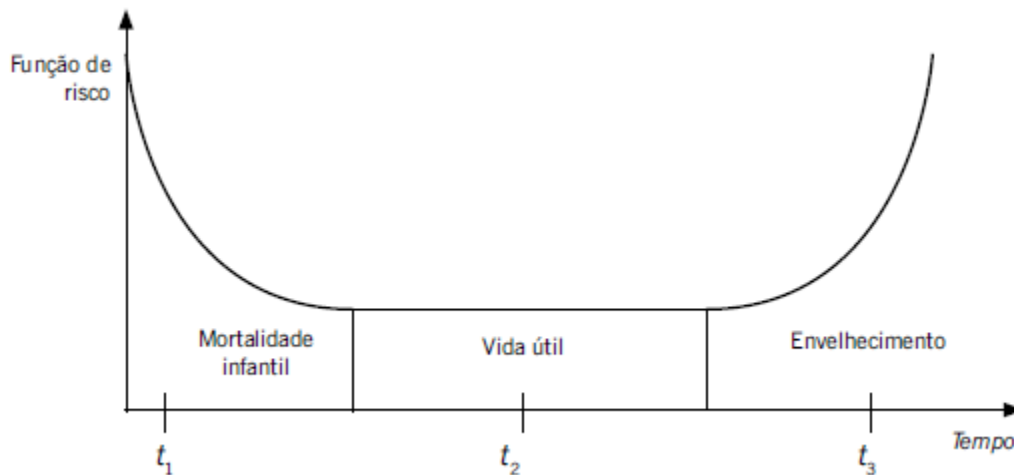 Função de
risco
Mortalidade
infantil
Vida útil
Envelhecimento
t₁
t₂
t₃
Tempo